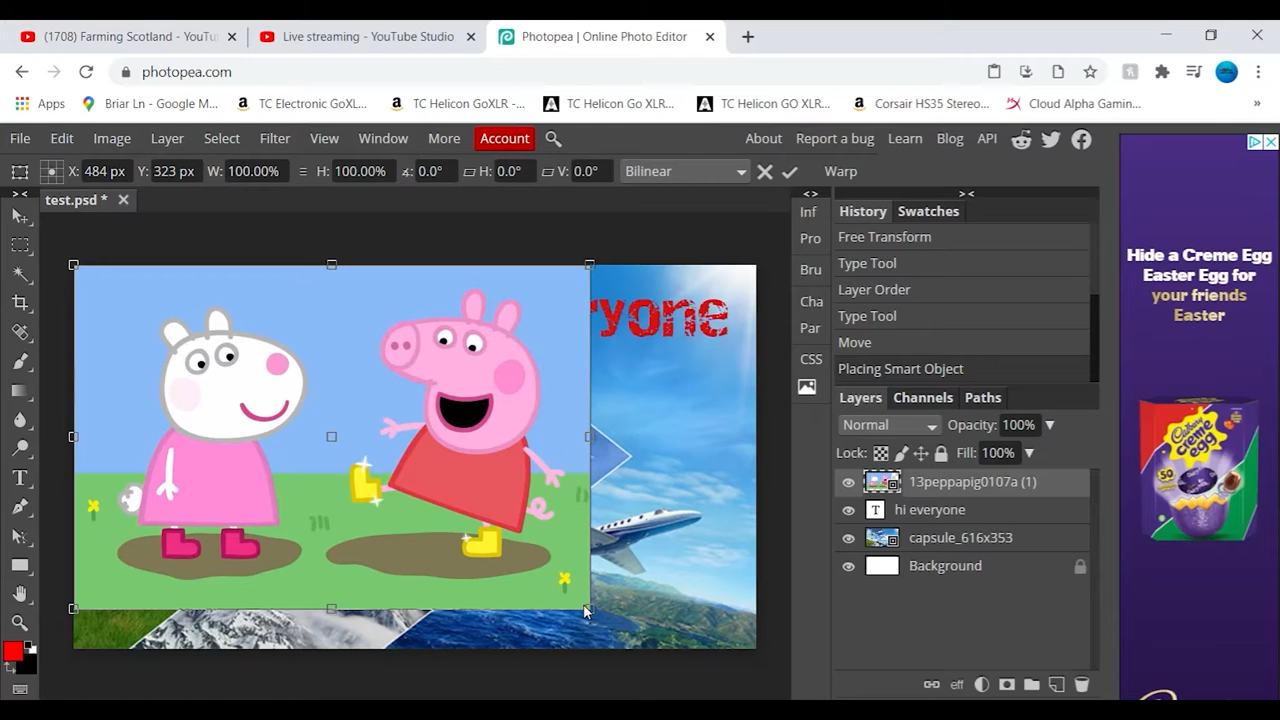 (1708) Farming Scotland - YouTu
Live streaming - YouTube Studio
Photopea | Online Photo Editor
photopea.com
Apps
Briar Ln - Google M...
TC Electronic GoXL...
TC Helicon GoXLR -...
TC Helicon Go XLR...
TC Helicon GO XLR...
Corsair HS35 Stereo...
Cloud Alpha Gamin...
»
File Edit Image Layer Select Filter View Window More Account
About Report a bug Learn Blog API
X: 484 px Y: 323 px W: 100.00% H: 100.00% 0.0° H: 0.0° V: 0.0° Bilinear Warp
test.psd *
> <
<>
> <
Inf
Pro
Bru
Cha
Par
CSS
History Swatches
Free Transform
Type Tool
Layer Order
Type Tool
Move
Placing Smart Object
Layers Channels Paths
Normal Opacity: 100%
Lock: Fill: 100%
13peppapig0107a (1)
T hi everyone
capsule_616x353
Background
eff
ryone
Hide a Creme Egg
Easter Egg for
your friends
Easter
Cadbury
creme
egg